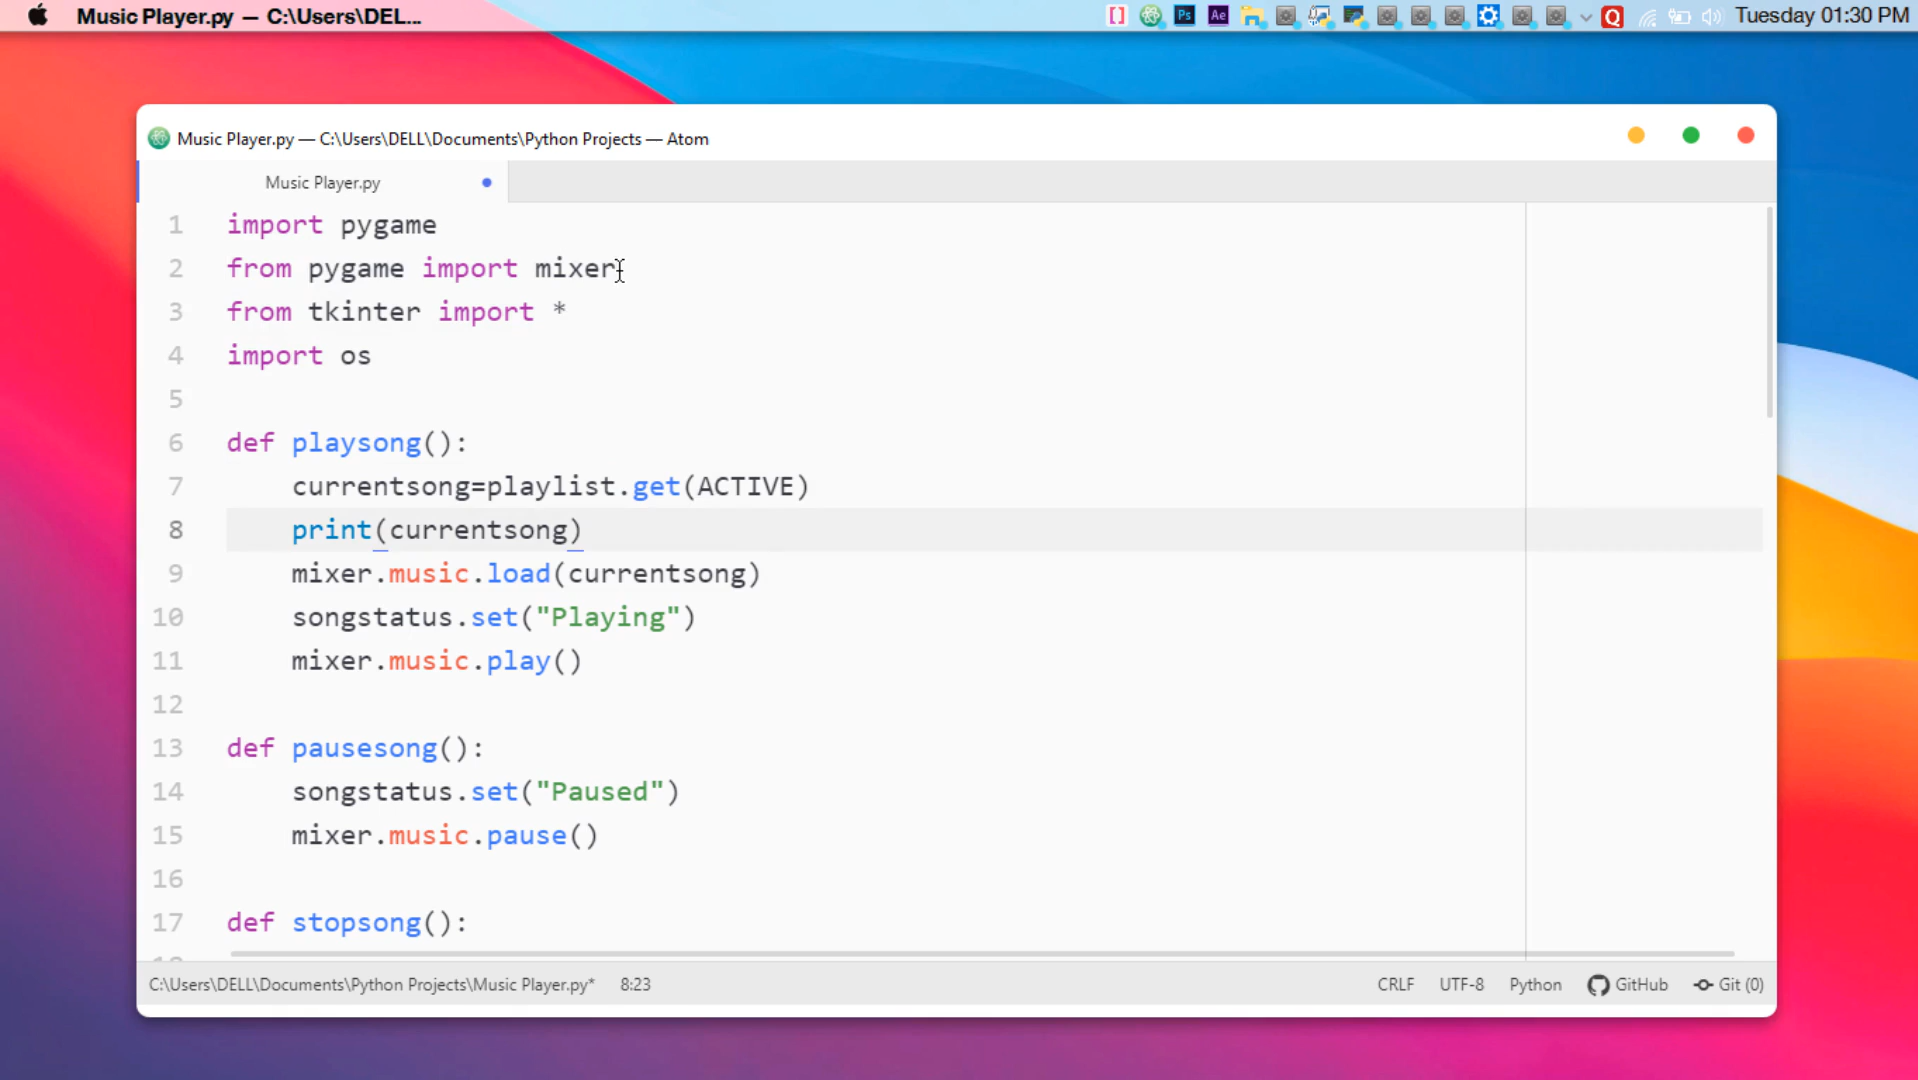 Music Player.py — C:\Users\DEL... Ps Ae Q Tuesday 01:30 PM
Music Player.py — C:\Users\DELL\Documents\Python Projects — Atom
Music Player.py
1 import pygame
2 from pygame import mixer
3 from tkinter import *
4 import os
5
6 def playsong():
7 currentsong=playlist.get(ACTIVE)
8 print(currentsong)
9 mixer.music.load(currentsong)
10 songstatus.set("Playing")
11 mixer.music.play()
12
13 def pausesong():
14 songstatus.set("Paused")
15 mixer.music.pause()
16
17 def stopsong():
C:\Users\DELL\Documents\Python Projects\Music Player.py* 8:23 CRLF UTF-8 Python GitHub Git (0)